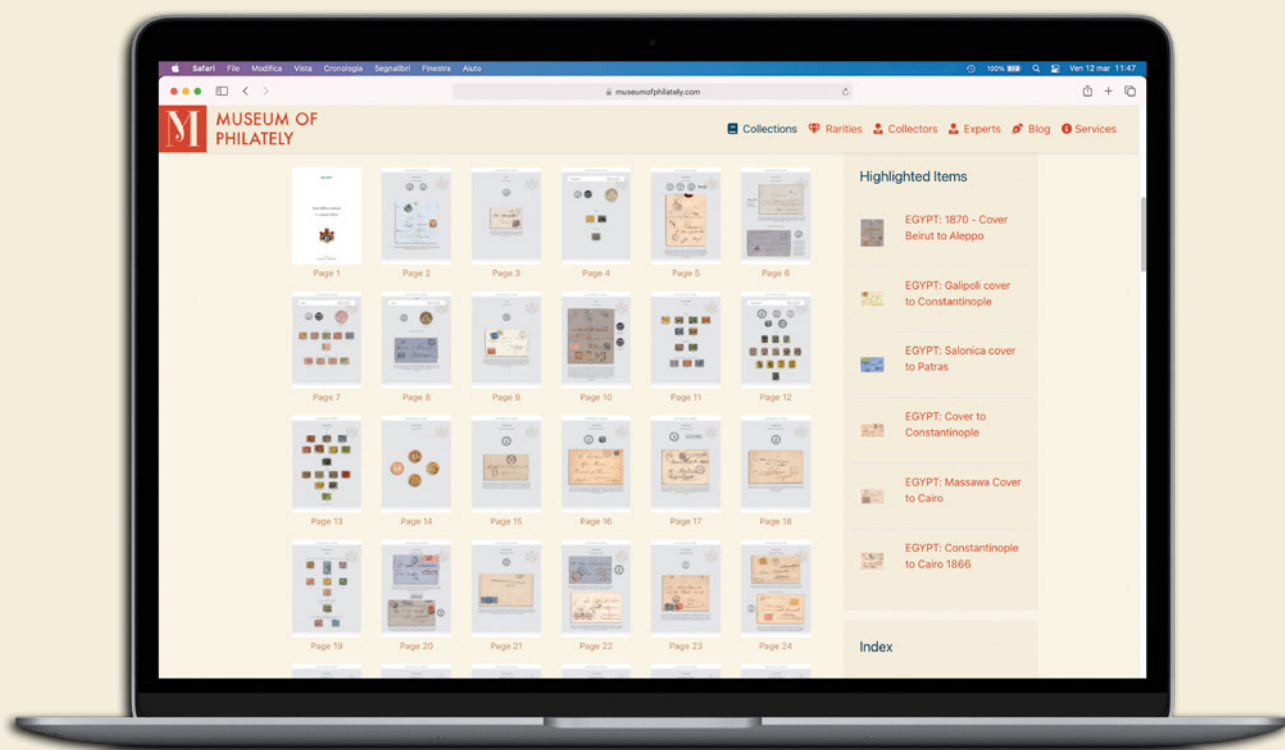 Safari File Modifica Vista Cronologia Segnalibri Finestra Aiuto
100% Ven 12 mar 11:47
museumofphilately.com
M MUSEUM OF
PHILATELY
Collections Rarities Collectors Experts Blog Services
EGYPT
Page 1 Page 2 Page 3 Page 4 Page 5 Page 6
Page 7 Page 8 Page 9 Page 10 Page 11 Page 12
Page 13 Page 14 Page 15 Page 16 Page 17 Page 18
Page 19 Page 20 Page 21 Page 22 Page 23 Page 24
Highlighted Items
EGYPT: 1870 - Cover
Beirut to Aleppo
EGYPT: Galipoli cover
to Constantinople
EGYPT: Salonica cover
to Patras
EGYPT: Cover to
Constantinople
EGYPT: Massawa Cover
to Cairo
EGYPT: Constantinople
to Cairo 1866
Index